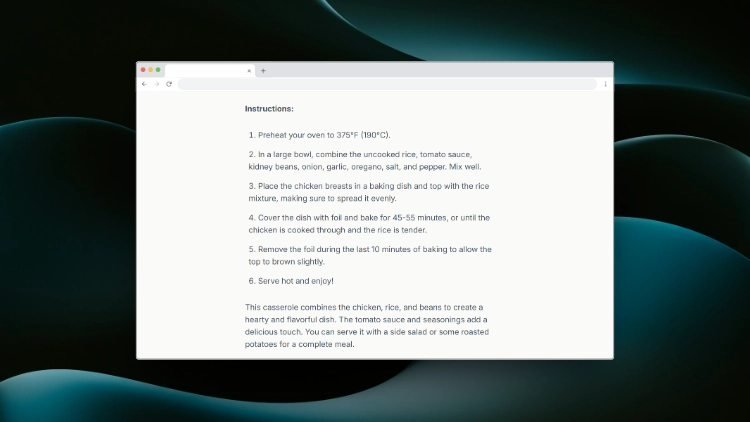 Instructions:
1. Preheat your oven to 375°F (190°C).
2. In a large bowl, combine the uncooked rice, tomato sauce,
kidney beans, onion, garlic, oregano, salt, and pepper. Mix well.
3. Place the chicken breasts in a baking dish and top with the rice
mixture, making sure to spread it evenly.
4. Cover the dish with foil and bake for 45-55 minutes, or until the
chicken is cooked through and the rice is tender.
5. Remove the foil during the last 10 minutes of baking to allow the
top to brown slightly.
6. Serve hot and enjoy!
This casserole combines the chicken, rice, and beans to create a
hearty and flavorful dish. The tomato sauce and seasonings add a
delicious touch. You can serve it with a side salad or some roasted
potatoes for a complete meal.